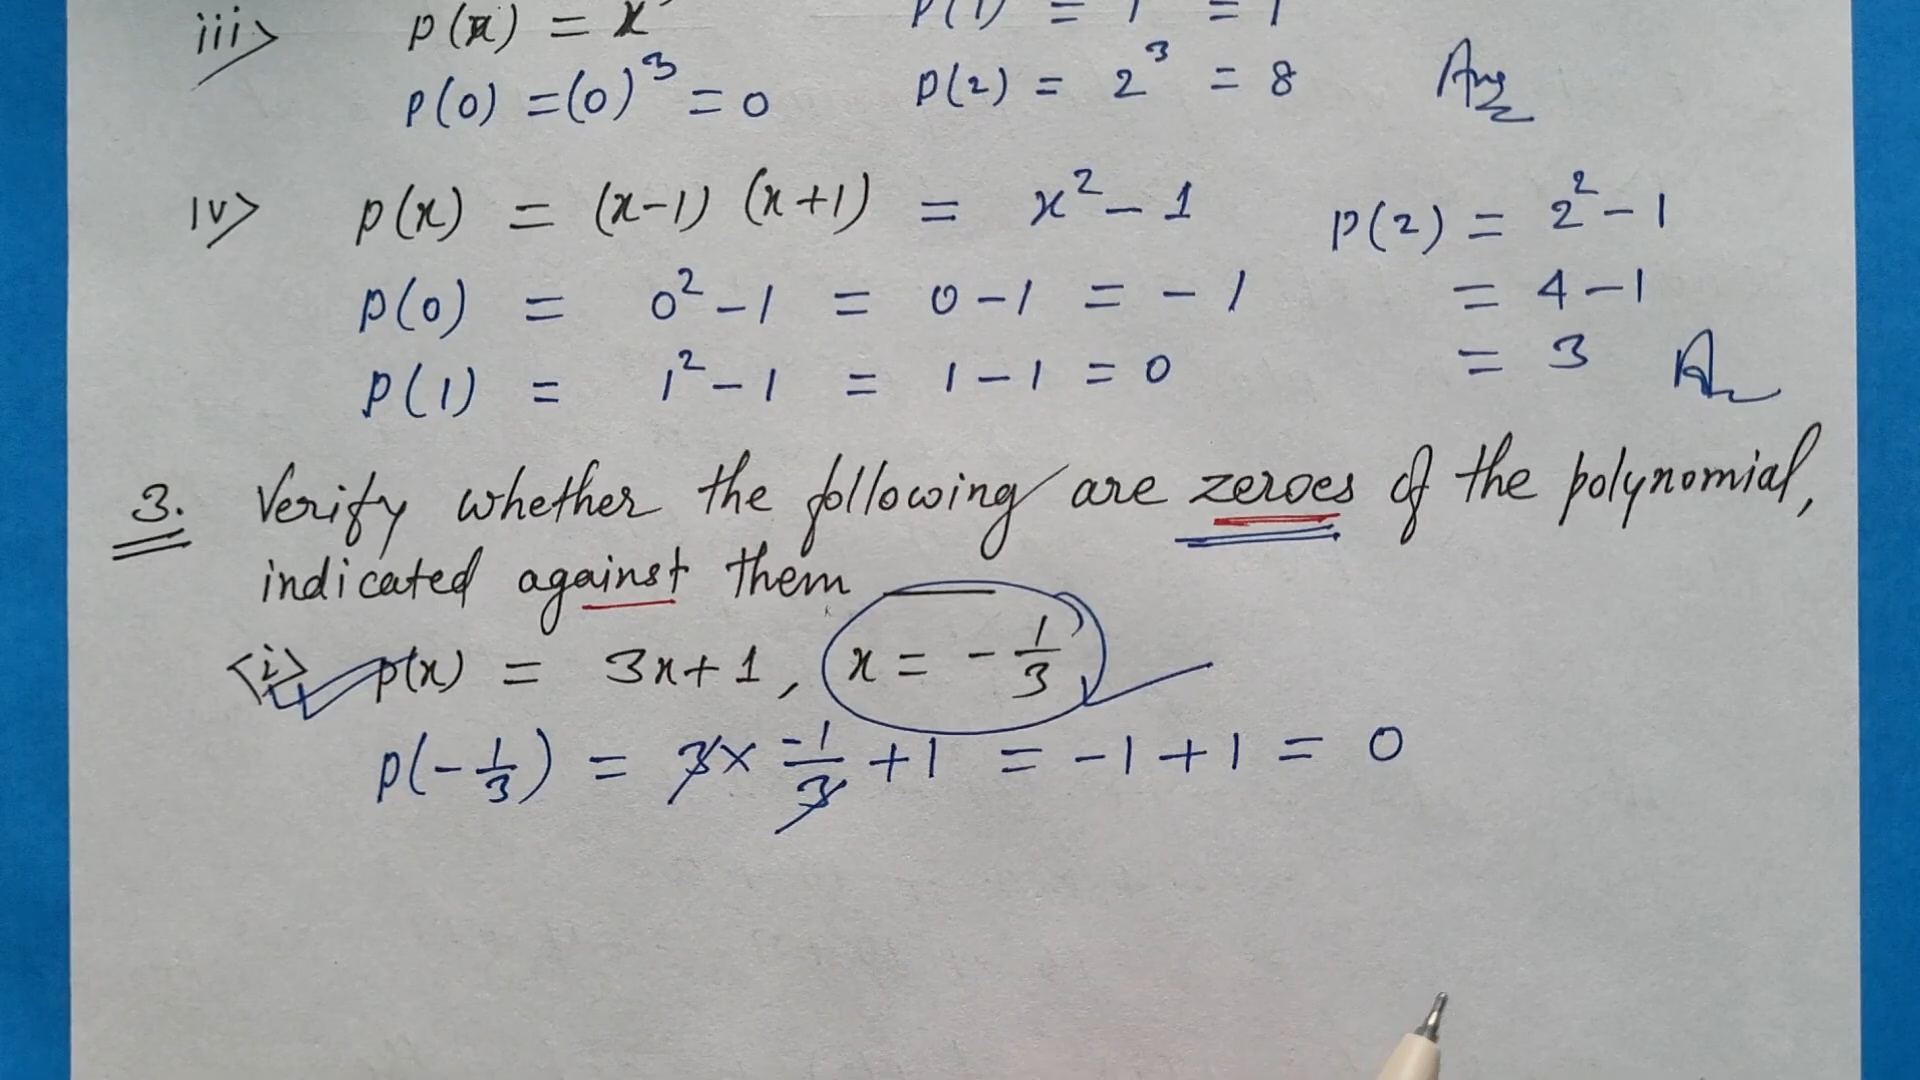 iii> p(x) = x³ p(1) = 1³ = 1
p(0) = (0)³ = 0 p(2) = 2³ = 8 Ans
iv> p(x) = (x-1) (x+1) = x² - 1 p(2) = 2² - 1
p(0) = 0² - 1 = 0 - 1 = - 1 = 4 - 1
p(1) = 1² - 1 = 1 - 1 = 0 = 3
3. Verify whether the following are zeroes of the polynomial,
indicated against them —
<i> p(x) = 3x + 1, x = - 1/3
p(-1/3) = 3 × -1/3 + 1 = -1 + 1 = 0